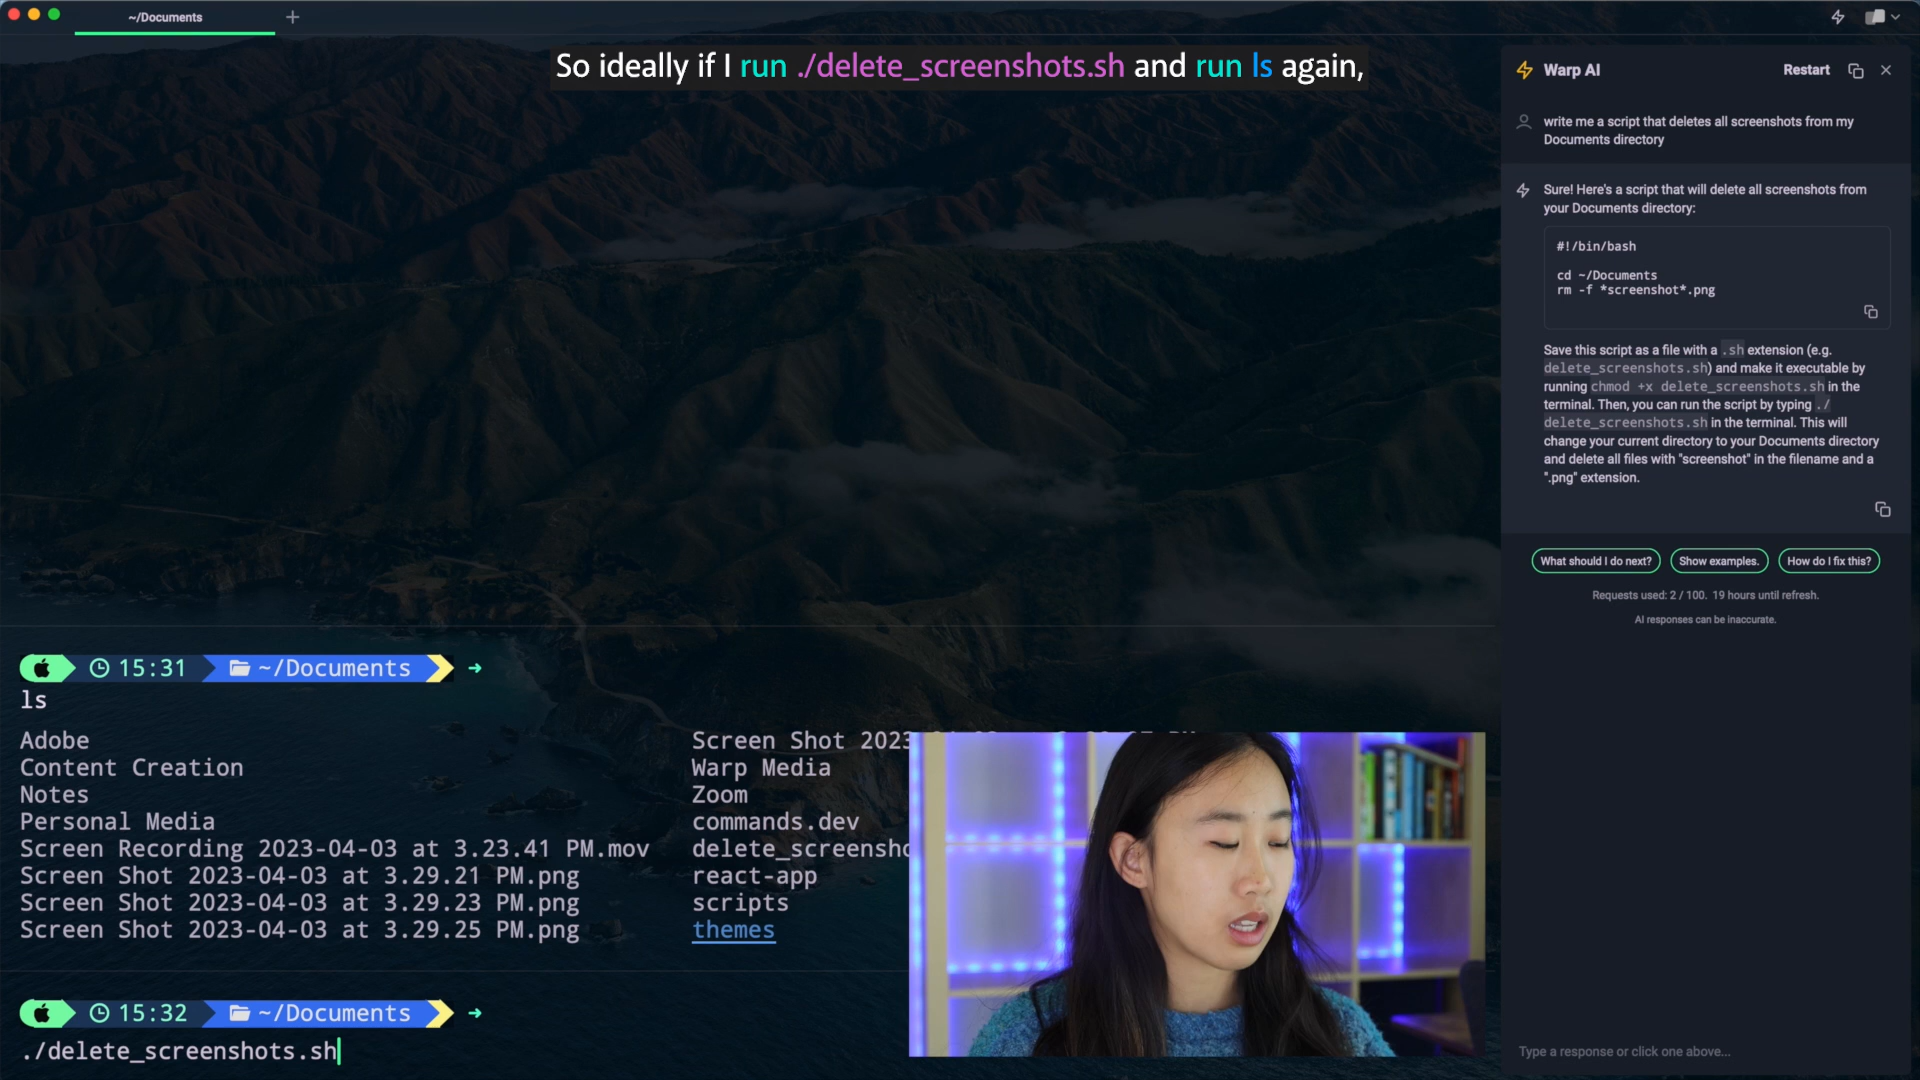 ~/Documents
So ideally if I run ./delete_screenshots.sh and run ls again,
Warp AI
Restart
write me a script that deletes all screenshots from my
Documents directory
Sure! Here's a script that will delete all screenshots from
your Documents directory:
#!/bin/bash
cd ~/Documents
rm -f *screenshot*.png
Save this script as a file with a .sh extension (e.g.
delete_screenshots.sh) and make it executable by
running chmod +x delete_screenshots.sh in the
terminal. Then, you can run the script by typing ./
delete_screenshots.sh in the terminal. This will
change your current directory to your Documents directory
and delete all files with "screenshot" in the filename and a
".png" extension.
What should I do next?
Show examples.
How do I fix this?
Requests used: 2 / 100. 19 hours until refresh.
AI responses can be inaccurate.
15:31 ~/Documents
ls
Adobe
Content Creation
Notes
Personal Media
Screen Recording 2023-04-03 at 3.23.41 PM.mov
Screen Shot 2023-04-03 at 3.29.21 PM.png
Screen Shot 2023-04-03 at 3.29.23 PM.png
Screen Shot 2023-04-03 at 3.29.25 PM.png
Screen Shot 2023
Warp Media
Zoom
commands.dev
delete_screensho
react-app
scripts
themes
15:32 ~/Documents
./delete_screenshots.sh
Type a response or click one above...